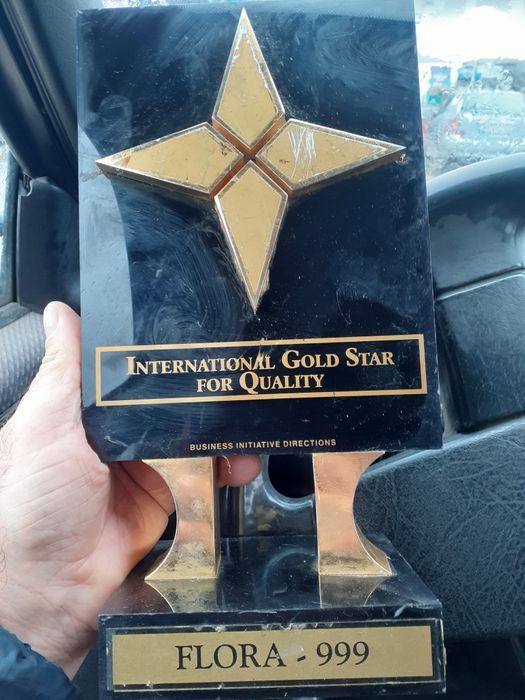 INTERNATIONAL GOLD STAR
FOR QUALITY
BUSINESS INITIATIVE DIRECTIONS
FLORA - 999